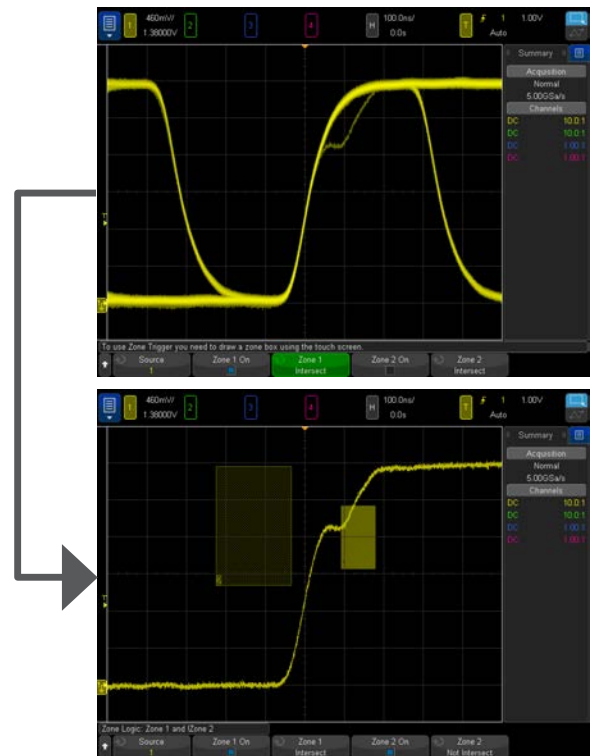 1 460mV/ 2 3 4 H 100.0ns/ T 1 1.00V
1.38000V 0.0s Auto
Summary
Acquisition
Normal
5.00GSa/s
Channels
DC 10.0:1
DC 10.0:1
DC 1.00:1
DC 1.00:1
T
To use Zone Trigger you need to draw a zone box using the touch screen.
Source Zone 1 On Zone 1 Zone 2 On Zone 2
1 Intersect Intersect
1 460mV/ 2 3 4 H 100.0ns/ T 1 1.00V
1.38000V 0.0s Auto
Summary
Acquisition
Normal
5.00GSa/s
Channels
DC 10.0:1
DC 10.0:1
DC 1.00:1
DC 1.00:1
T
Zone Logic: Zone 1 and !Zone 2
Source Zone 1 On Zone 1 Zone 2 On Zone 2
1 Intersect Not Intersect